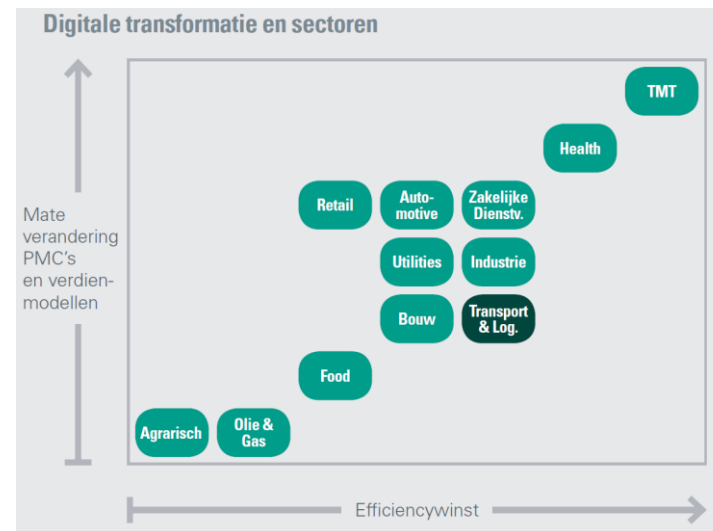 Digitale transformatie en sectoren
TMT
Health
Retail
Auto-
motive
Zakelijke
Dienstv.
Mate
verandering
PMC's
en verdien-
modellen
Utilities
Industrie
Bouw
Transport
& Log.
Food
Agrarisch
Olie &
Gas
Efficiencywinst